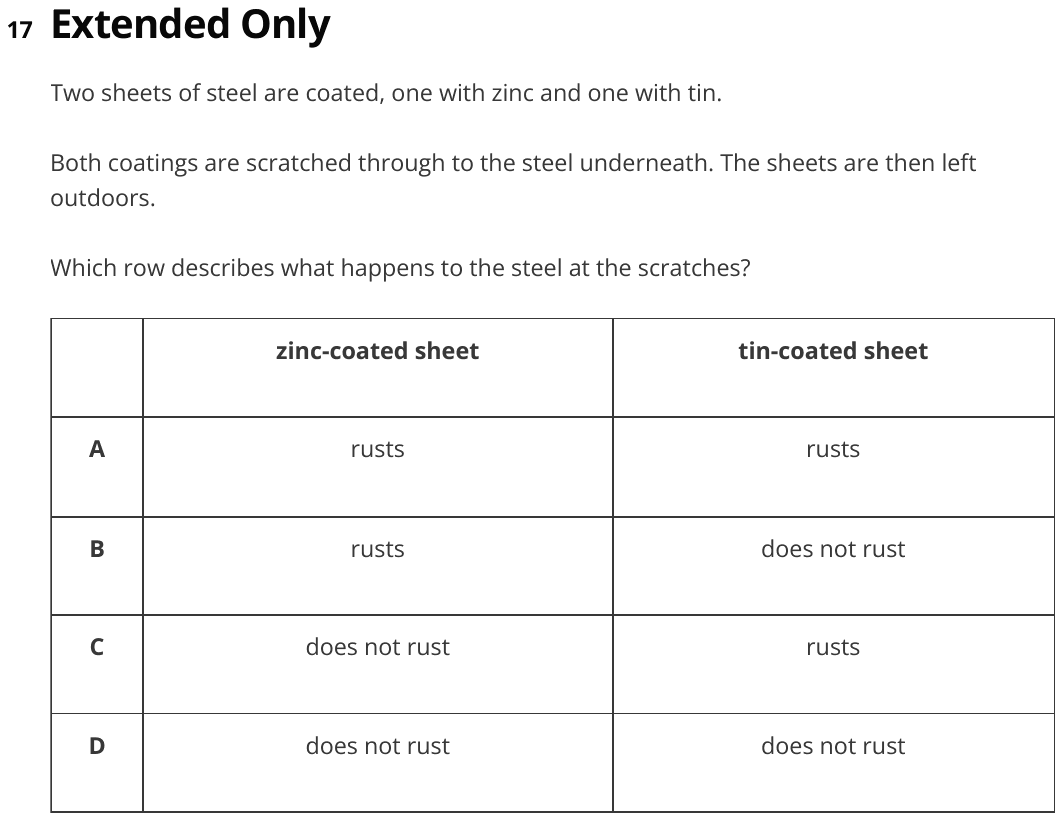 17 Extended Only
Two sheets of steel are coated, one with zinc and one with tin.
Both coatings are scratched through to the steel underneath. The sheets are then left
outdoors.
Which row describes what happens to the steel at the scratches?
zinc-coated sheet tin-coated sheet
A rusts rusts
B rusts does not rust
C does not rust rusts
D does not rust does not rust